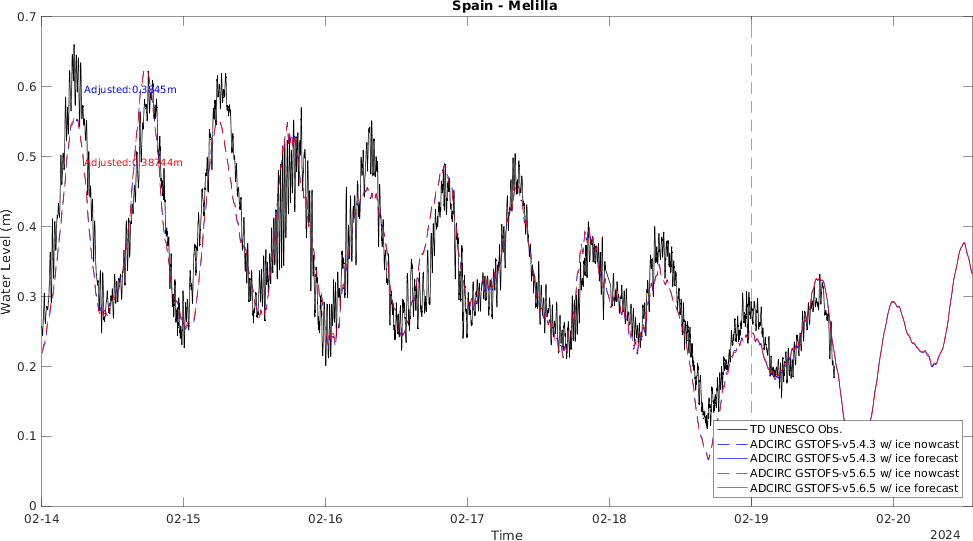 Spain - Melilla
0.7
0.6
0.5
0.4
0.3
0.2
0.1
0
Water Level (m)
Adjusted:0.3845m
Adjusted:0.38744m
TD UNESCO Obs.
ADCIRC GSTOFS-v5.4.3 w/ ice nowcast
ADCIRC GSTOFS-v5.4.3 w/ ice forecast
ADCIRC GSTOFS-v5.6.5 w/ ice nowcast
ADCIRC GSTOFS-v5.6.5 w/ ice forecast
02-14 02-15 02-16 02-17 02-18 02-19 02-20
Time
2024